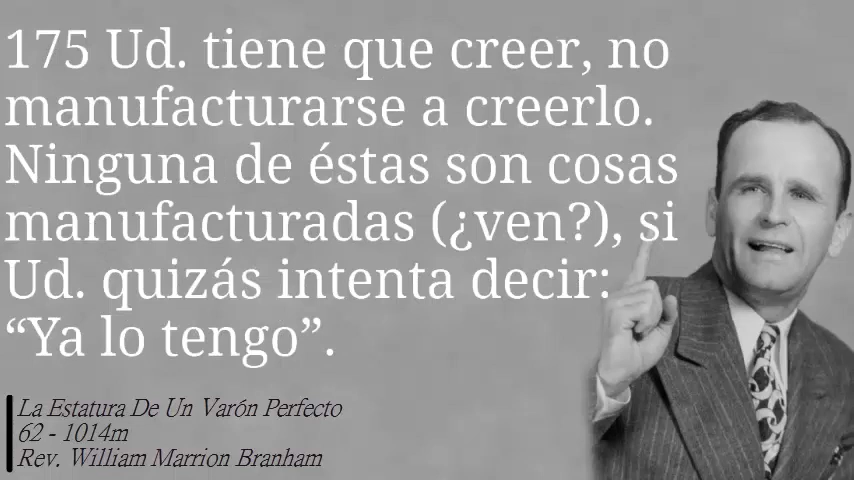 175 Ud. tiene que creer, no
manufacturarse a creerlo.
Ninguna de éstas son cosas
manufacturadas (¿ven?), si
Ud. quizás intenta decir:
“Ya lo tengo”.
La Estatura De Un Varón Perfecto
62 - 1014m
Rev. William Marrion Branham